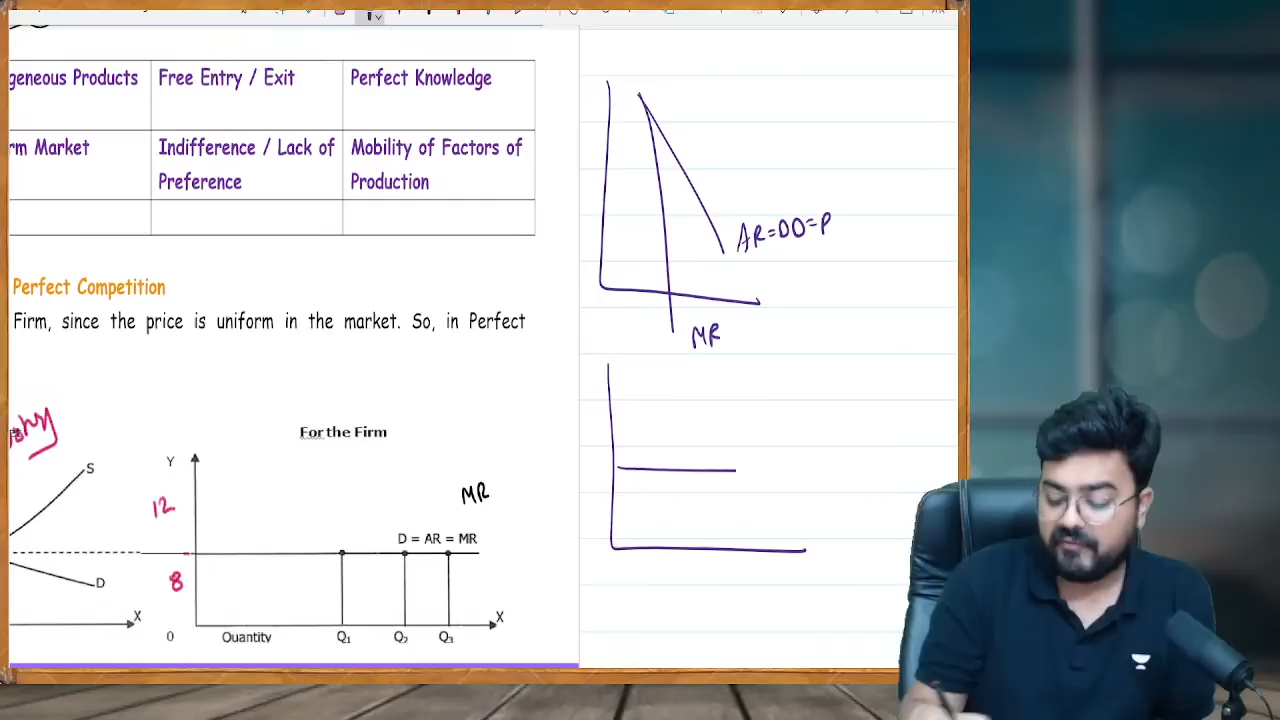 geneous Products Free Entry / Exit Perfect Knowledge
rm Market Indifference / Lack of Preference Mobility of Factors of Production
Perfect Competition
Firm, since the price is uniform in the market. So, in Perfect
For the Firm
Y
S
12
MR
D = AR = MR
8
D
X
X
0 Quantity Q₁ Q₂ Q₃
AR=DD=P
MR